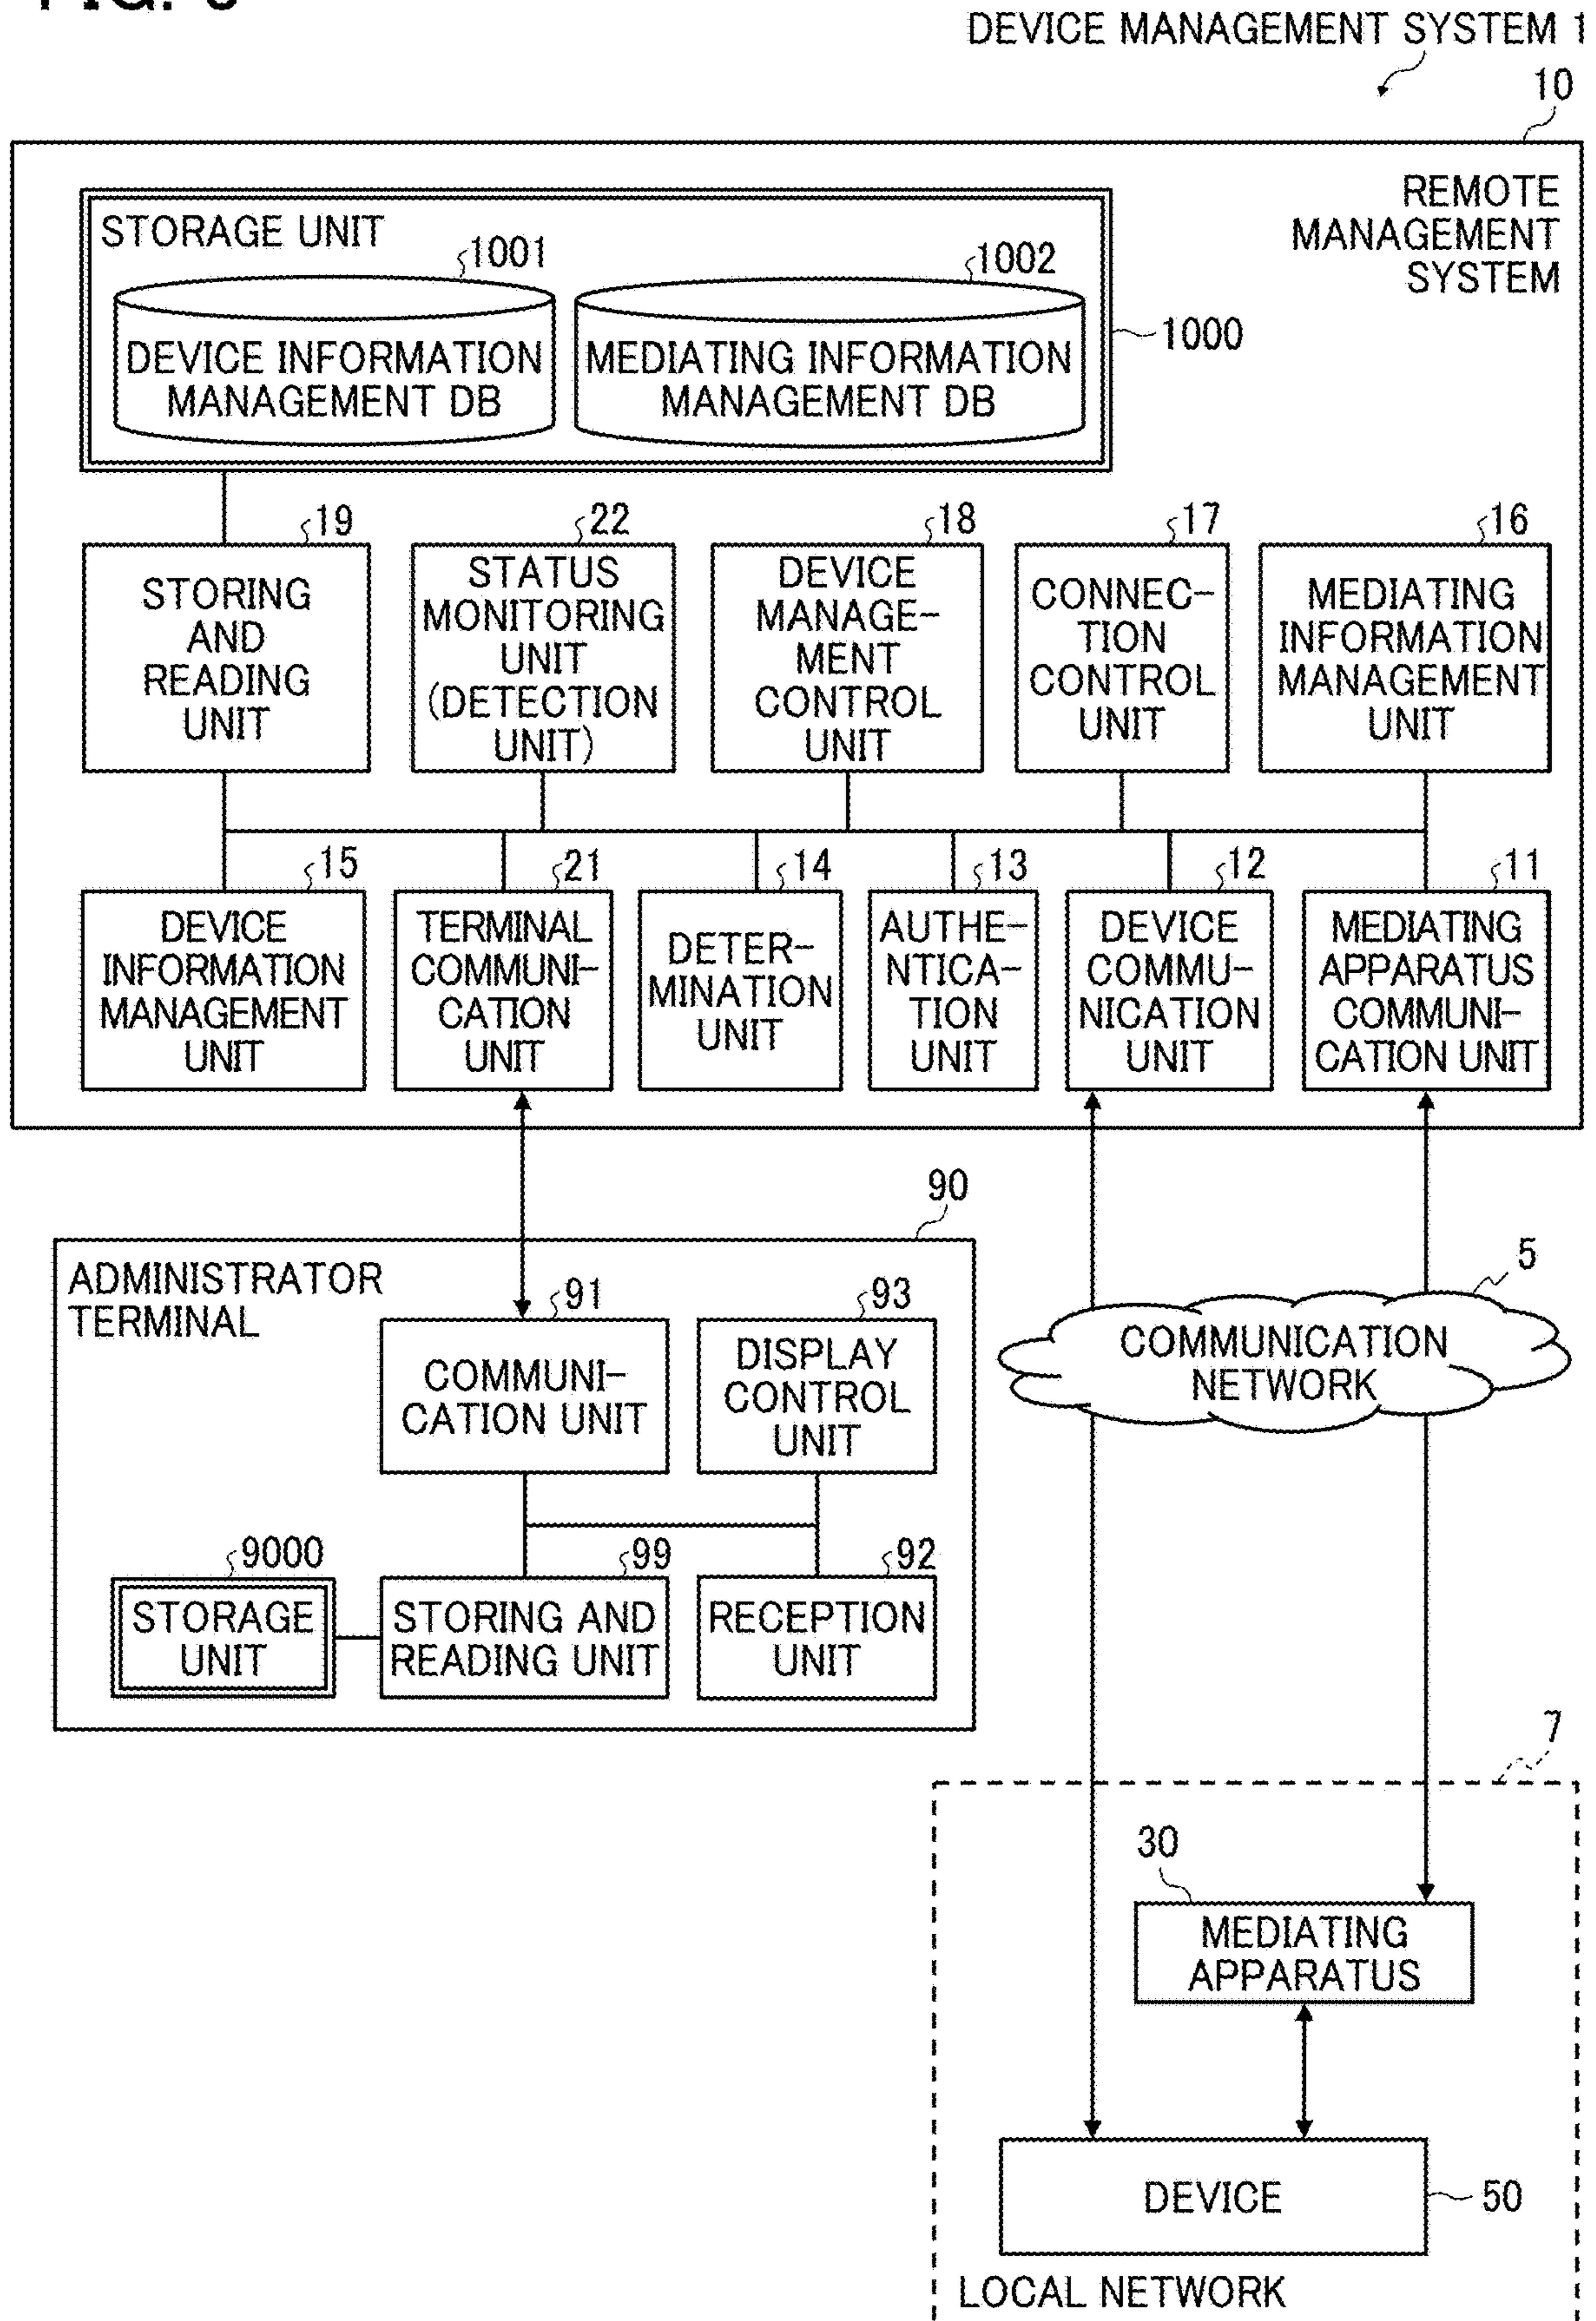 DEVICE MANAGEMENT SYSTEM 1
10
REMOTE
MANAGEMENT
SYSTEM
STORAGE UNIT
1001
1002
1000
DEVICE INFORMATION
MANAGEMENT DB
MEDIATING INFORMATION
MANAGEMENT DB
19
STORING
AND
READING
UNIT
22
STATUS
MONITORING
UNIT
(DETECTION
UNIT)
18
DEVICE
MANAGE-
MENT
CONTROL
UNIT
17
CONNEC-
TION
CONTROL
UNIT
16
MEDIATING
INFORMATION
MANAGEMENT
UNIT
15
DEVICE
INFORMATION
MANAGEMENT
UNIT
21
TERMINAL
COMMUNI-
CATION
UNIT
14
DETER-
MINATION
UNIT
13
AUTHE-
NTICA-
TION
UNIT
12
DEVICE
COMMU-
NICATION
UNIT
11
MEDIATING
APPARATUS
COMMUNI-
CATION UNIT
90
ADMINISTRATOR
TERMINAL
91
COMMUNI-
CATION UNIT
93
DISPLAY
CONTROL
UNIT
9000
STORAGE
UNIT
99
STORING AND
READING UNIT
92
RECEPTION
UNIT
5
COMMUNICATION
NETWORK
7
30
MEDIATING
APPARATUS
DEVICE
50
LOCAL NETWORK